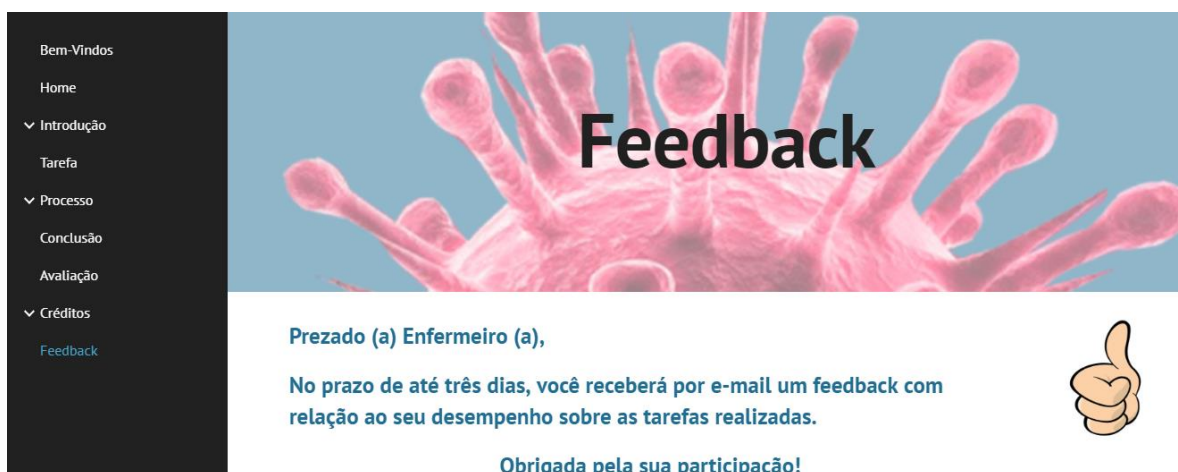 Bem-Vindos
Home
Introdução
Tarefa
Processo
Conclusão
Avaliação
Créditos
Feedback
Feedback
Prezado (a) Enfermeiro (a),
No prazo de até três dias, você receberá por e-mail um feedback com
relação ao seu desempenho sobre as tarefas realizadas.
Obrigada pela sua participação!